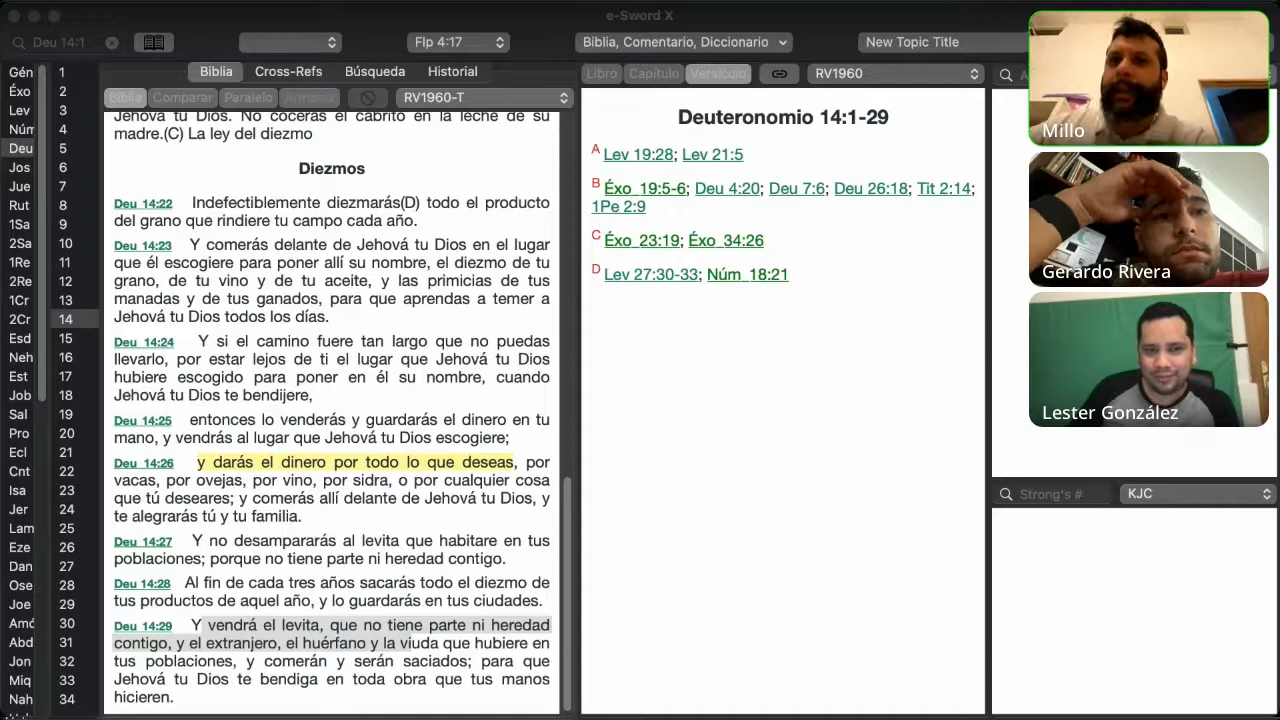 e-Sword X
Deu 14:1
Flp 4:17
Biblia, Comentario, Diccionario
New Topic Title
Biblia
Cross-Refs
Búsqueda
Historial
Biblia
Comparar
Paralelo
Armonía
RV1960-T
Libro
Capítulo
Versículo
RV1960
Gén
Éxo
Lev
Núm
Deu
Jos
Jue
Rut
1Sa
2Sa
1Re
2Re
1Cr
2Cr
Esd
Neh
Est
Job
Sal
Pro
Ecl
Cnt
Isa
Jer
Lam
Eze
Dan
Ose
Joe
Amó
Abd
Jon
Miq
Nah
1
2
3
4
5
6
7
8
9
10
11
12
13
14
15
16
17
18
19
20
21
22
23
24
25
26
27
28
29
30
31
32
33
34
Jehová tu Dios. No cocerás el cabrito en la leche de su
madre.(C) La ley del diezmo
Diezmos
Deu 14:22 Indefectiblemente diezmarás(D) todo el producto
del grano que rindiere tu campo cada año.
Deu 14:23 Y comerás delante de Jehová tu Dios en el lugar
que él escogiere para poner allí su nombre, el diezmo de tu
grano, de tu vino y de tu aceite, y las primicias de tus
manadas y de tus ganados, para que aprendas a temer a
Jehová tu Dios todos los días.
Deu 14:24 Y si el camino fuere tan largo que no puedas
llevarlo, por estar lejos de ti el lugar que Jehová tu Dios
hubiere escogido para poner en él su nombre, cuando
Jehová tu Dios te bendijere,
Deu 14:25 entonces lo venderás y guardarás el dinero en tu
mano, y vendrás al lugar que Jehová tu Dios escogiere;
Deu 14:26 y darás el dinero por todo lo que deseas, por
vacas, por ovejas, por vino, por sidra, o por cualquier cosa
que tú deseares; y comerás allí delante de Jehová tu Dios, y
te alegrarás tú y tu familia.
Deu 14:27 Y no desampararás al levita que habitare en tus
poblaciones; porque no tiene parte ni heredad contigo.
Deu 14:28 Al fin de cada tres años sacarás todo el diezmo de
tus productos de aquel año, y lo guardarás en tus ciudades.
Deu 14:29 Y vendrá el levita, que no tiene parte ni heredad
contigo, y el extranjero, el huérfano y la viuda que hubiere en
tus poblaciones, y comerán y serán saciados; para que
Jehová tu Dios te bendiga en toda obra que tus manos
hicieren.
Deuteronomio 14:1-29
A Lev 19:28; Lev 21:5
B Éxo_19:5-6; Deu 4:20; Deu 7:6; Deu 26:18; Tit 2:14;
1Pe 2:9
C Éxo_23:19; Éxo_34:26
D Lev 27:30-33; Núm_18:21
Millo
Gerardo Rivera
Lester González
Strong's #
KJC